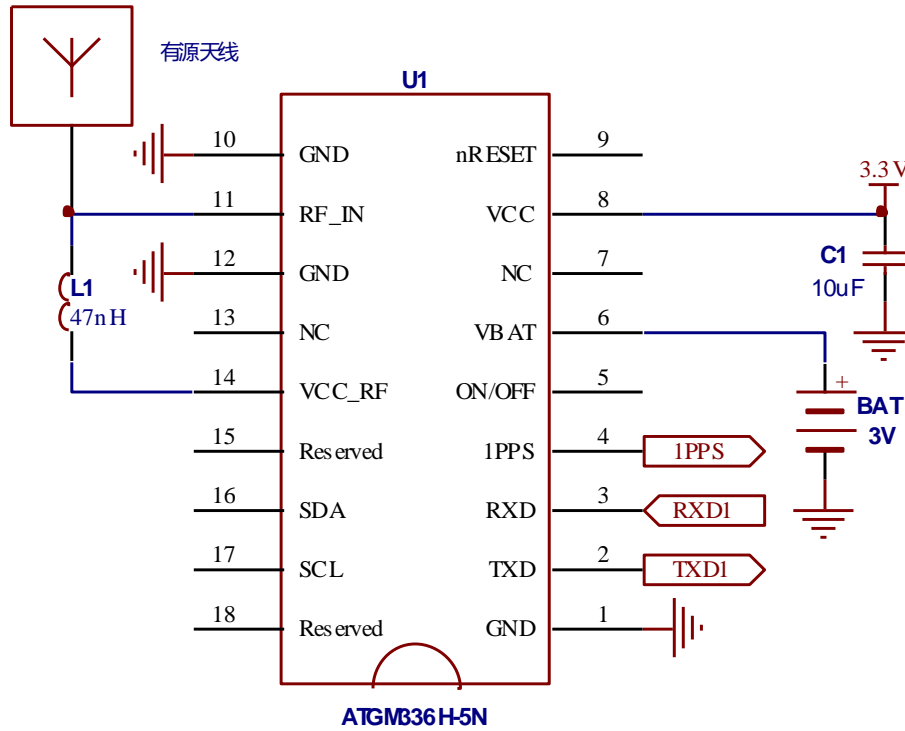 有源天线
U1
10 GND nRESET 9
3.3V
11 RF_IN VCC 8
12 GND NC 7
C1
10uF
L1
47nH
13 NC VBAT 6
14 VCC_RF ON/OFF 5
+
BAT
3V
15 Reserved 1PPS 4 1PPS
16 SDA RXD 3 RXD1
17 SCL TXD 2 TXD1
18 Reserved GND 1
ATGM336H-5N